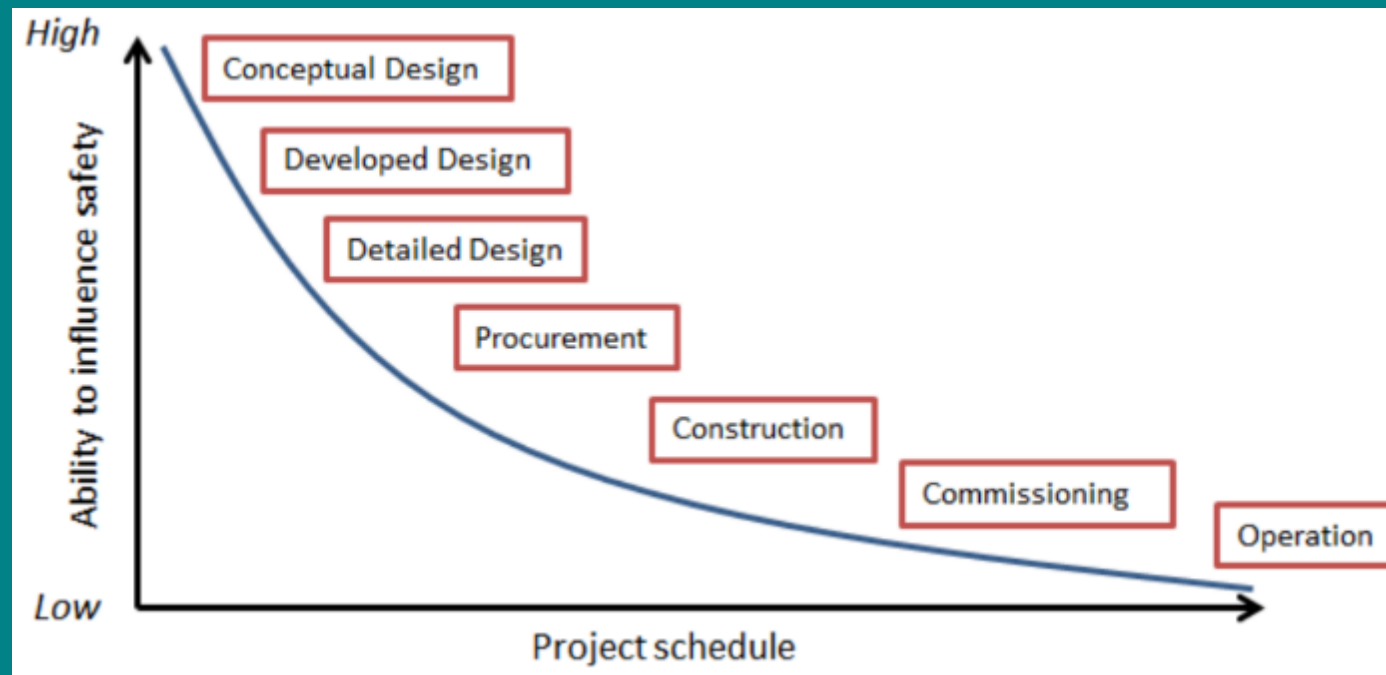 High
Conceptual Design
Developed Design
Detailed Design
Procurement
Construction
Commissioning
Operation
Ability to influence safety
Low
Project schedule